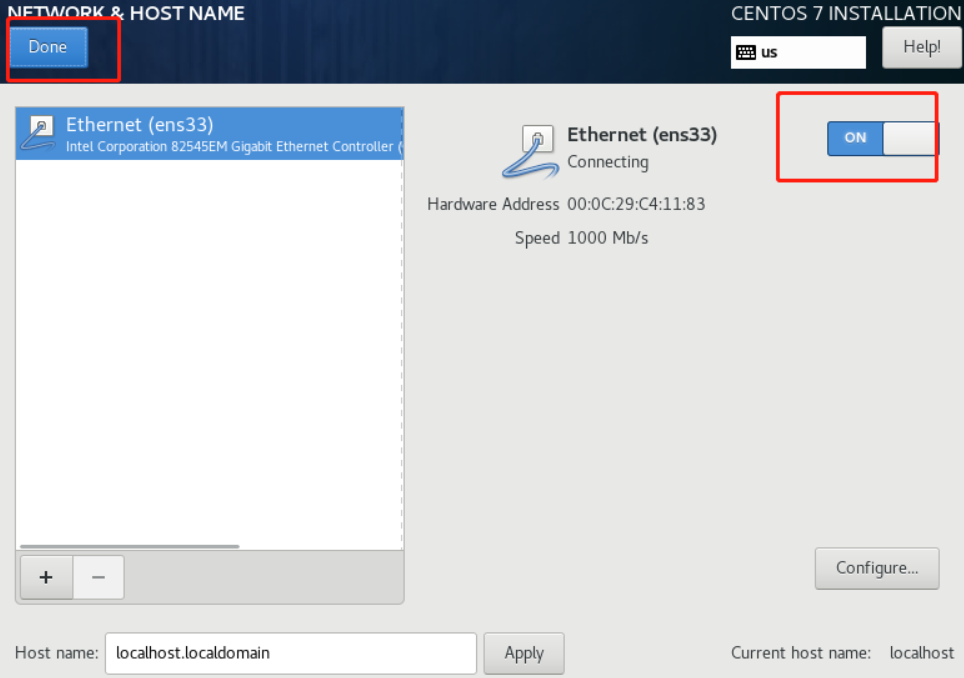 NETWORK & HOST NAME
CENTOS 7 INSTALLATION
Done
us
Help!
Ethernet (ens33)
Intel Corporation 82545EM Gigabit Ethernet Controller (
Ethernet (ens33)
Connecting
ON
Hardware Address 00:0C:29:C4:11:83
Speed 1000 Mb/s
+
−
Configure...
Host name: localhost.localdomain
Apply
Current host name: localhost